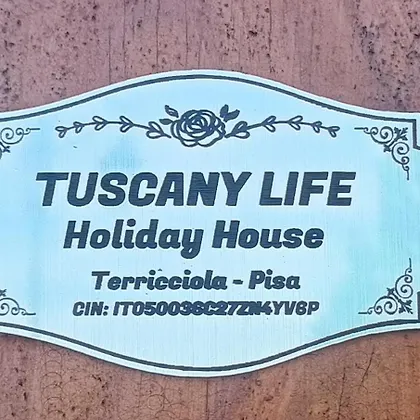 TUSCANY LIFE
Holiday House
Terricciola - Pisa
CIN: IT050036C27ZN4YV6P